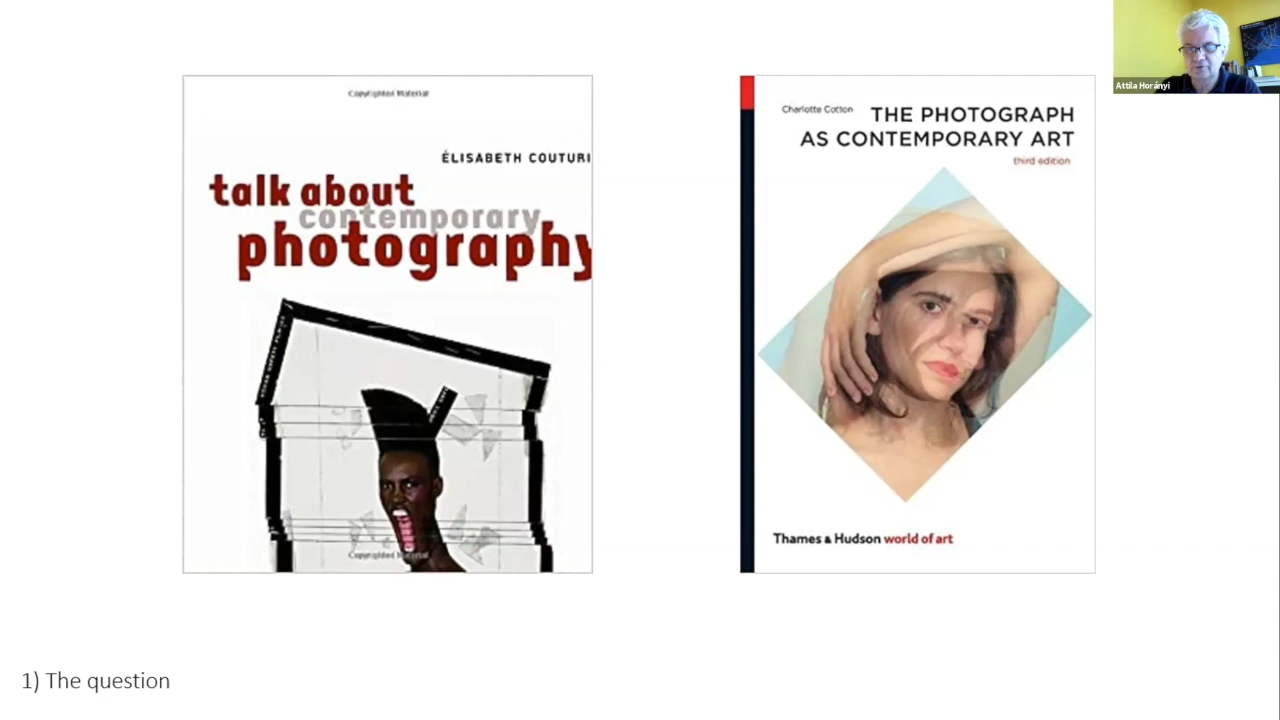 Copyrighted Material
ÉLISABETH COUTURI
talk about
contemporary
photography
Copyrighted Material
Charlotte Cotton
THE PHOTOGRAPH
AS CONTEMPORARY ART
third edition
Thames & Hudson world of art
Attila Horányi
1) The question